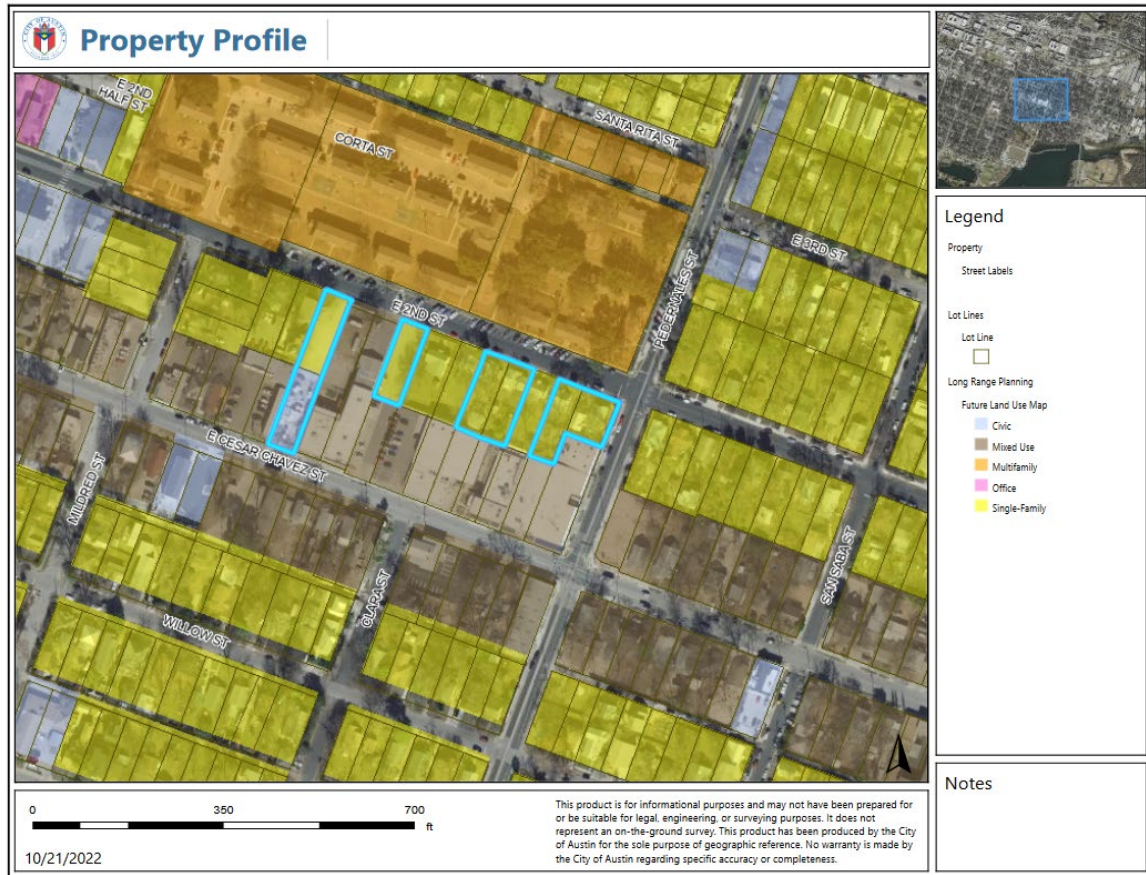 Property Profile
E 2ND
HALF ST
CORTA ST
SANTA RITA ST
E 3RD ST
PEDERNALES ST
E 2ND ST
E CESAR CHAVEZ ST
MILDRED ST
CLARA ST
SAN SABA ST
WILLOW ST
Legend
Property
Street Labels
Lot Lines
Lot Line
Long Range Planning
Future Land Use Map
Civic
Mixed Use
Multifamily
Office
Single-Family
Notes
0 350 700
ft
10/21/2022
This product is for informational purposes and may not have been prepared for
or be suitable for legal, engineering, or surveying purposes. It does not
represent an on-the-ground survey. This product has been produced by the City
of Austin for the sole purpose of geographic reference. No warranty is made by
the City of Austin regarding specific accuracy or completeness.